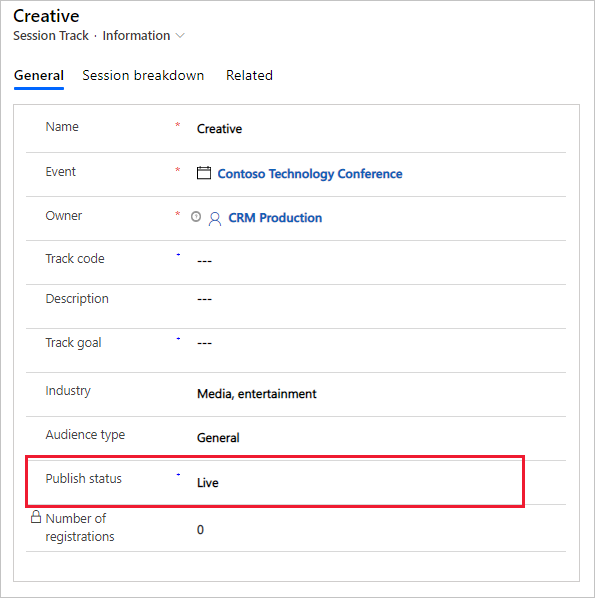 Creative
Session Track · Information
General Session breakdown Related
Name * Creative
Event * Contoso Technology Conference
Owner * CRM Production
Track code ---
Description ---
Track goal ---
Industry Media, entertainment
Audience type General
Publish status Live
Number of
registrations 0